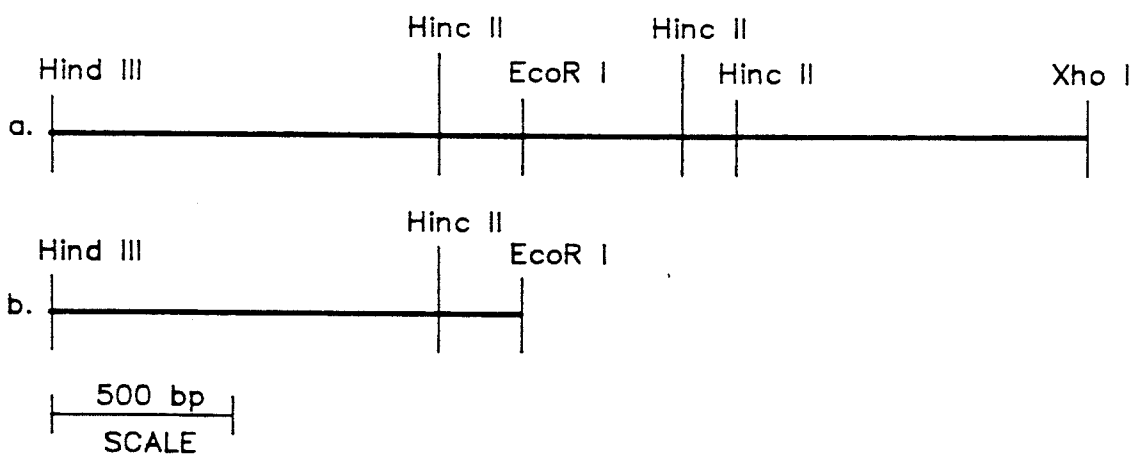 Hinc II Hinc II
Hind III EcoR I Hinc II Xho I
a.
Hinc II
Hind III EcoR I
b.
500 bp
SCALE